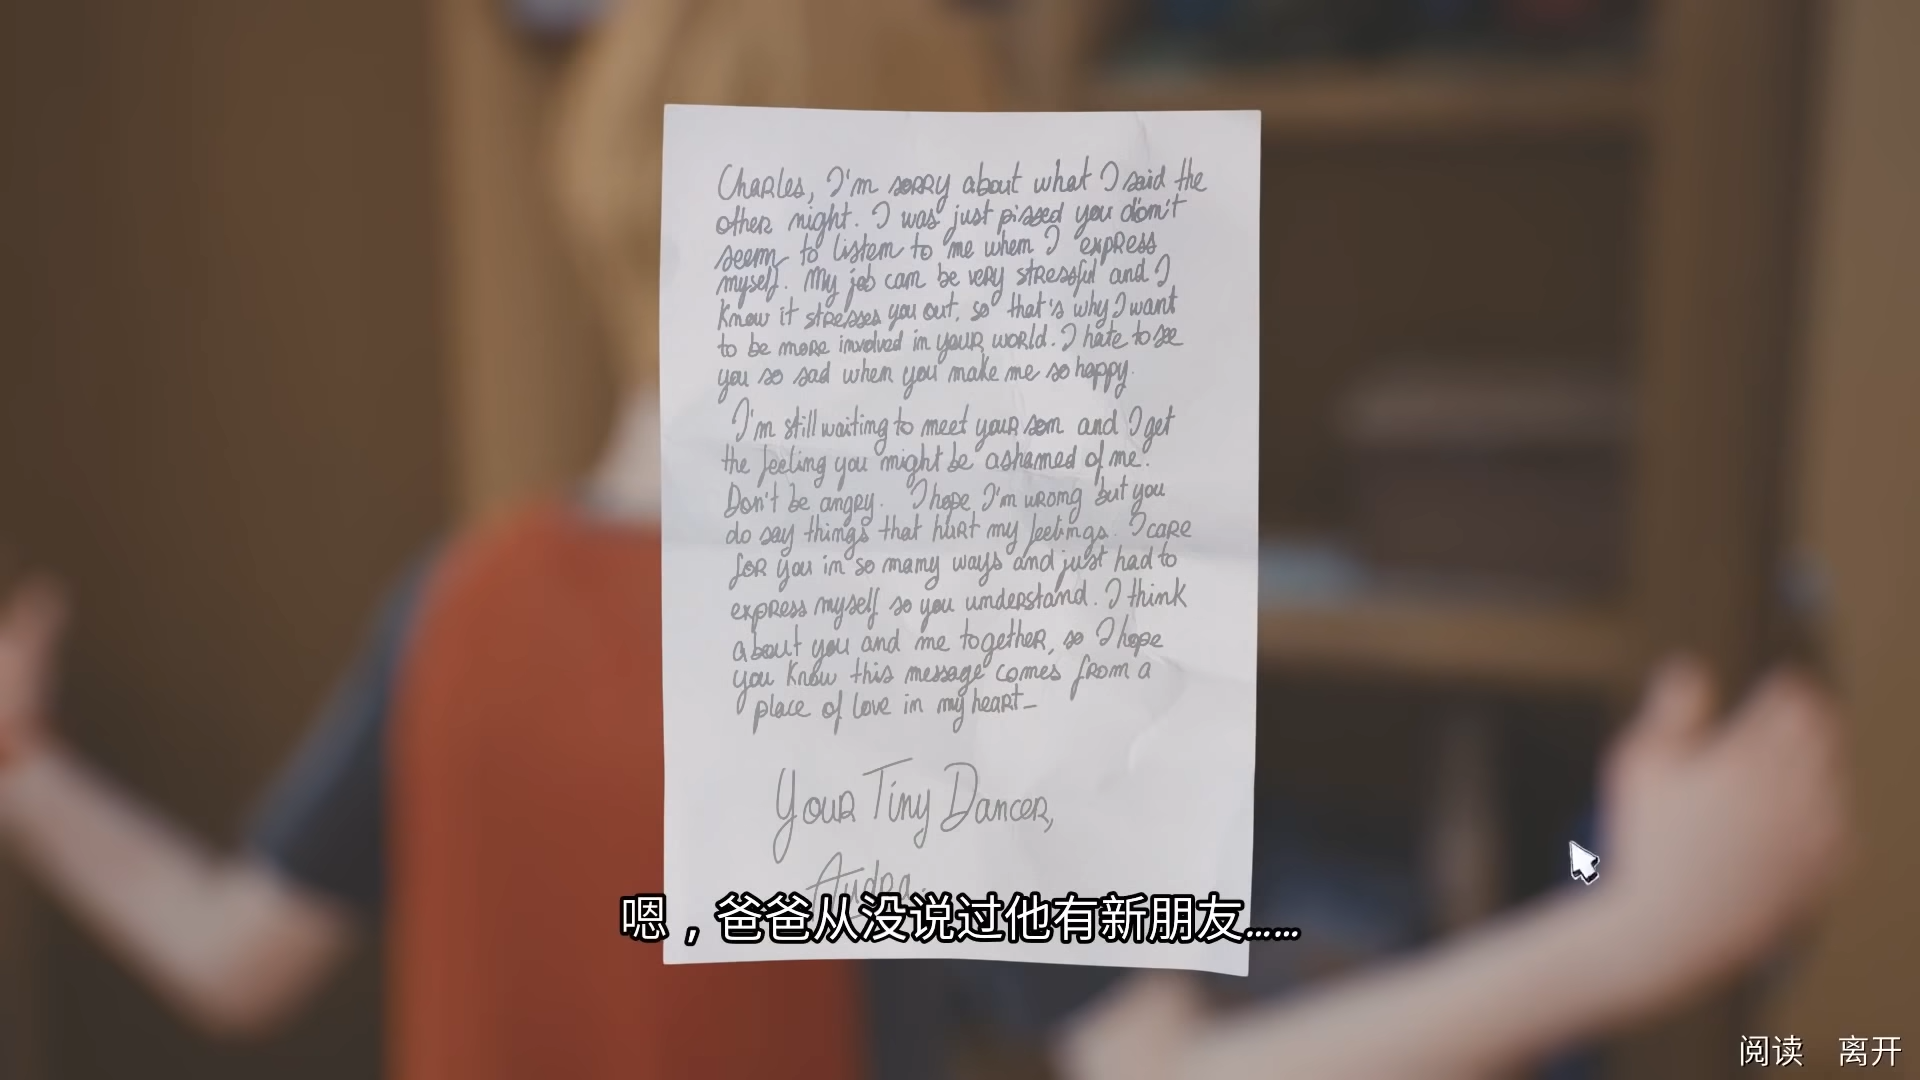 Charles, I'm sorry about what I said the
other night. I was just pissed you don't
seem to listen to me when I express
myself. My job can be very stressful and I
know it stresses you out, so that's why I want
to be more involved in your world. I hate to see
you so sad when you make me so happy.
I'm still waiting to meet your son and I get
the feeling you might be ashamed of me.
Don't be angry. I hope I'm wrong but you
do say things that hurt my feelings. I care
for you in so many ways and just had to
express myself so you understand. I think
about you and me together, so I hope
you know this message comes from a
place of love in my heart_
Your Tiny Dancer,
Audra.
嗯，爸爸从没说过他有新朋友……
阅读 离开